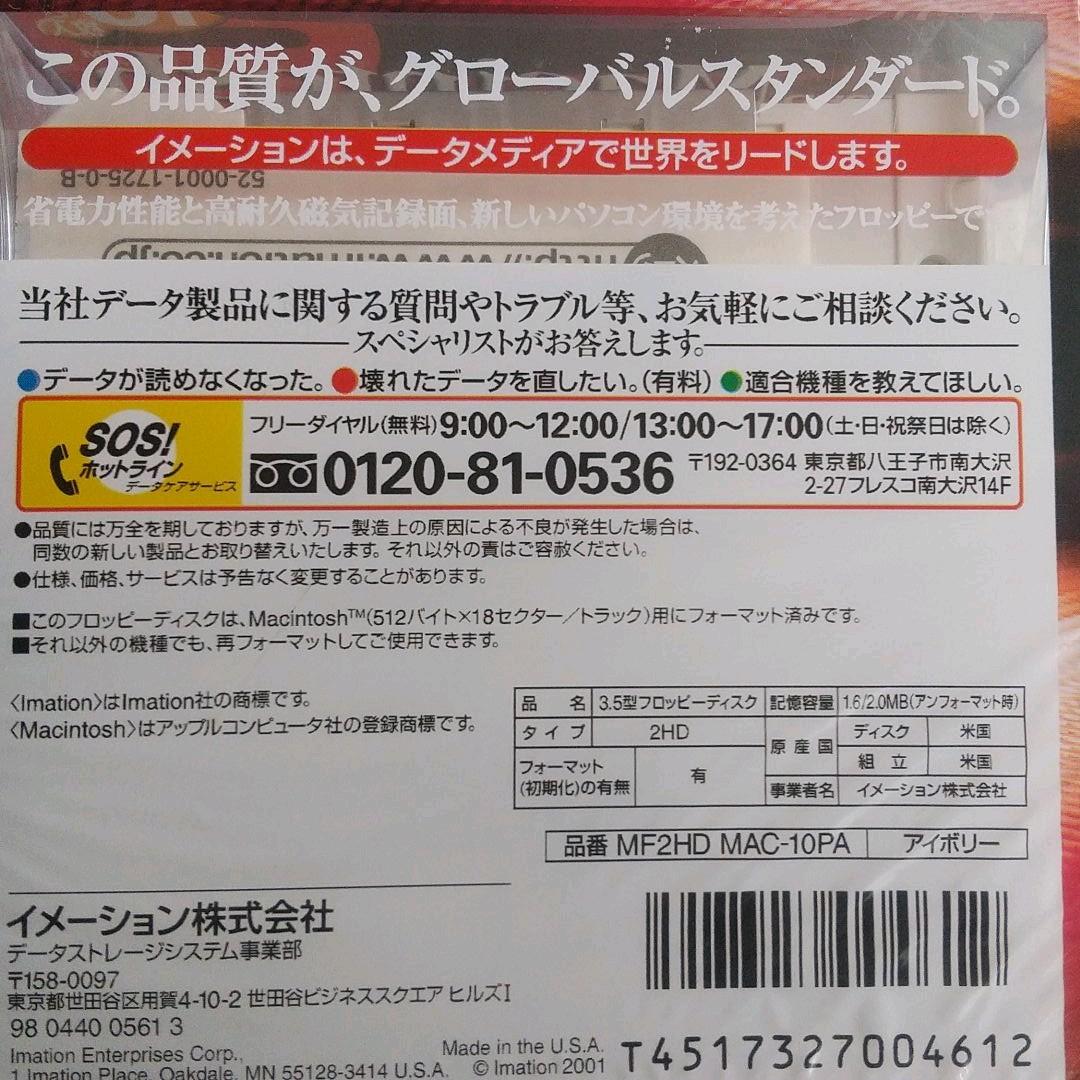 この品質が、グローバルスタンダード。
イメーションは、データメディアで世界をリードします。
52-0001-1725-0-B
省電力性能と高耐久磁気記録面、新しいパソコン環境を考えたフロッピーで
http://www.imation.co.jp
当社データ製品に関する質問やトラブル等、お気軽にご相談ください。
スペシャリストがお答えします。
●データが読めなくなった。●壊れたデータを直したい。(有料)●適合機種を教えてほしい。
SOS!
ホットライン
データケアサービス
フリーダイヤル(無料)9:00〜12:00/13:00〜17:00(土・日・祝祭日は除く)
0120-81-0536
〒192-0364 東京都八王子市南大沢
2-27フレスコ南大沢14F
●品質には万全を期しておりますが、万一製造上の原因による不良が発生した場合は、
同数の新しい製品とお取り替えいたします。それ以外の責はご容赦ください。
●仕様、価格、サービスは予告なく変更することがあります。
■このフロッピーディスクは、Macintosh™(512バイト×18セクター/トラック)用にフォーマット済みです。
■それ以外の機種でも、再フォーマットしてご使用できます。
〈Imation〉はImation社の商標です。
〈Macintosh〉はアップルコンピュータ社の登録商標です。
品 名 3.5型フロッピーディスク 記憶容量 1.6/2.0MB(アンフォーマット時)
タイプ 2HD 原産国 ディスク 米国
組 立 米国
フォーマット(初期化)の有無 有
事業者名 イメーション株式会社
品番 MF2HD MAC-10PA アイボリー
イメーション株式会社
データストレージシステム事業部
〒158-0097
東京都世田谷区用賀4-10-2 世田谷ビジネススクエア ヒルズI
98 0440 0561 3
Imation Enterprises Corp.,
1 Imation Place, Oakdale, MN 55128-3414 U.S.A.
Made in the U.S.A.
© Imation 2001
T4517327004612